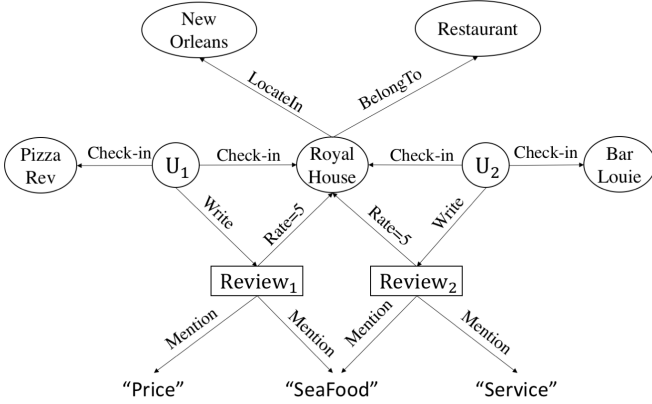 New
Orleans
Restaurant
LocateIn
BelongTo
Pizza
Rev
Check-in
U₁
Check-in
Royal
House
Check-in
U₂
Check-in
Bar
Louie
Write
Rate=5
Rate=5
Write
Review₁
Review₂
Mention
Mention
Mention
Mention
“Price”
“SeaFood”
“Service”